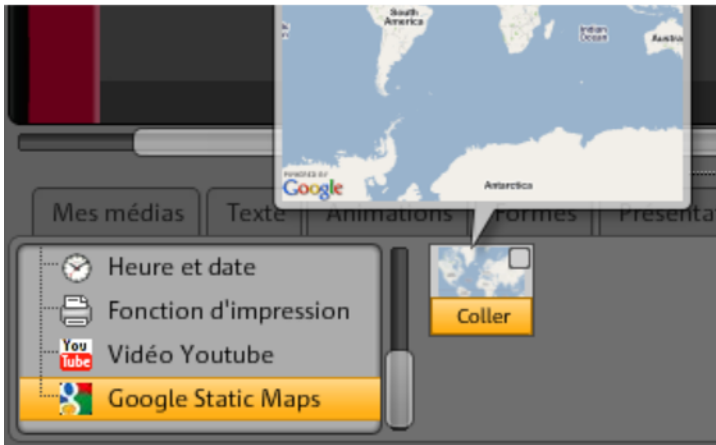 South
America
Indian
Ocean
Austra
POWERED BY
Google
Antarctica
Mes médias
Texte
Animations
Formes
Présenta
Heure et date
Fonction d'impression
You
Tube
Vidéo Youtube
Google Static Maps
Coller